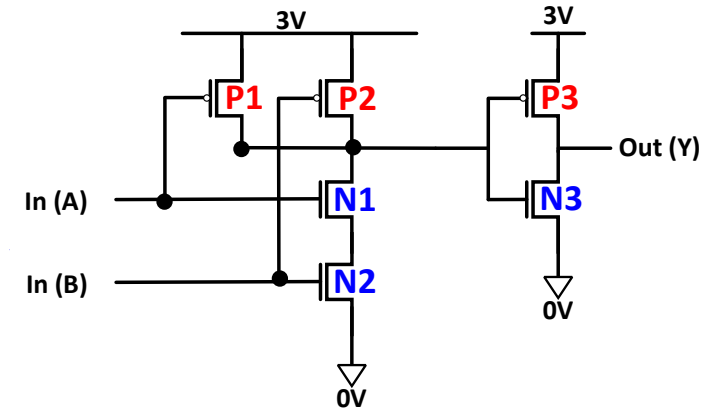 3V
3V
P1
P2
P3
Out (Y)
In (A)
N1
N3
In (B)
N2
0V
0V